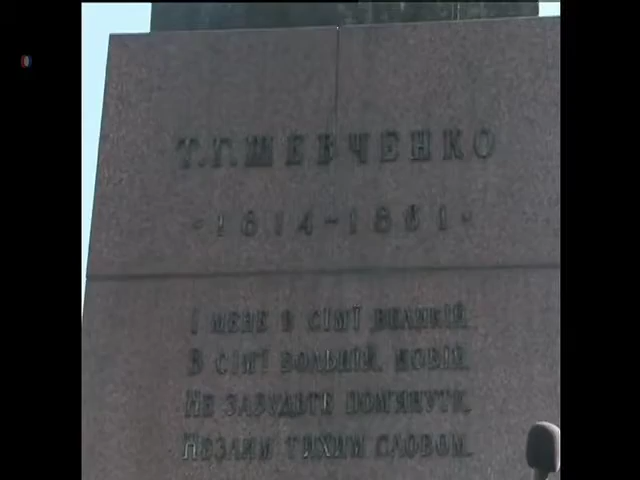 Т.Г.ШЕВЧЕНКО
· 1814–1861 ·
І МЕНЕ В СІМ'Ї ВЕЛИКІЙ,
В СІМ'Ї ВОЛЬНІЙ, НОВІЙ,
НЕ ЗАБУДЬТЕ ПОМ'ЯНУТИ,
НЕЗЛИМ ТИХИМ СЛОВОМ.